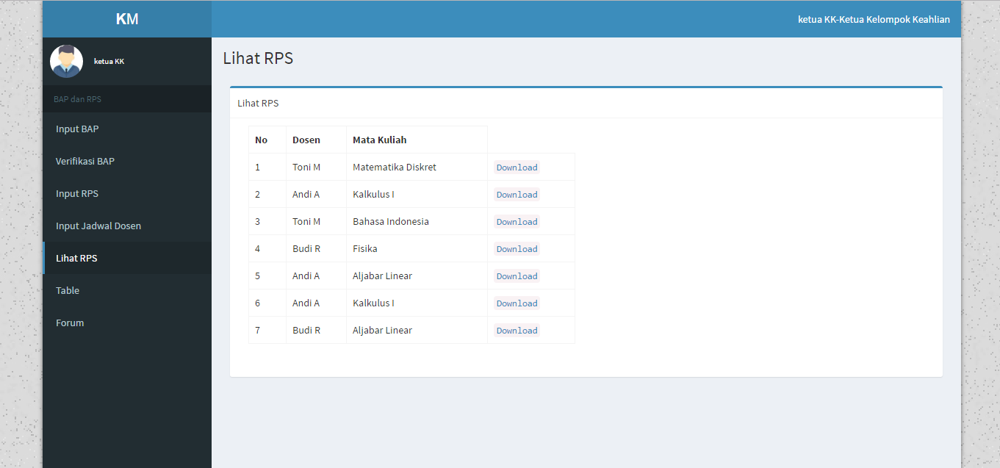 KM
ketua KK-Ketua Kelompok Keahlian
ketua KK
BAP dan RPS
Input BAP
Verifikasi BAP
Input RPS
Input Jadwal Dosen
Lihat RPS
Table
Forum
Lihat RPS
Lihat RPS
No Dosen Mata Kuliah
1 Toni M Matematika Diskret Download
2 Andi A Kalkulus I Download
3 Toni M Bahasa Indonesia Download
4 Budi R Fisika Download
5 Andi A Aljabar Linear Download
6 Andi A Kalkulus I Download
7 Budi R Aljabar Linear Download